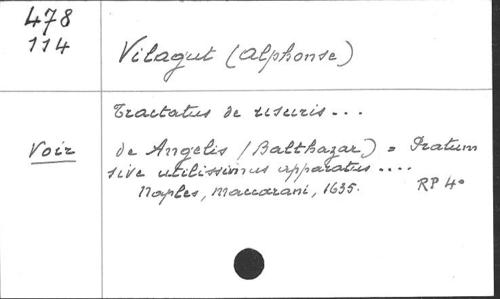 478
114
Vilagut (Alphonse)
Tractatus de usuris...
Voir de Angelis (Balthazar) = Pratum
sive utilissimus apparatus....
Naples, Maccarani, 1635.
RP 4°